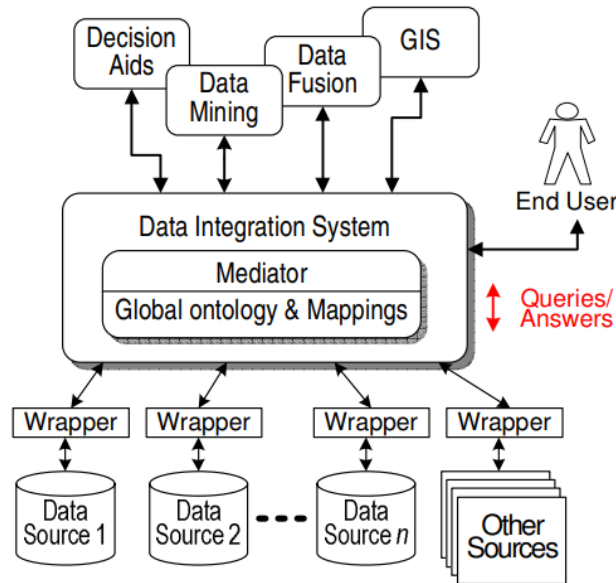 Decision
Aids
Data
Mining
Data
Fusion
GIS
End User
Data Integration System
Mediator
Global ontology & Mappings
Queries/
Answers
Wrapper
Wrapper
Wrapper
Wrapper
Data
Source 1
Data
Source 2
Data
Source n
Other
Sources